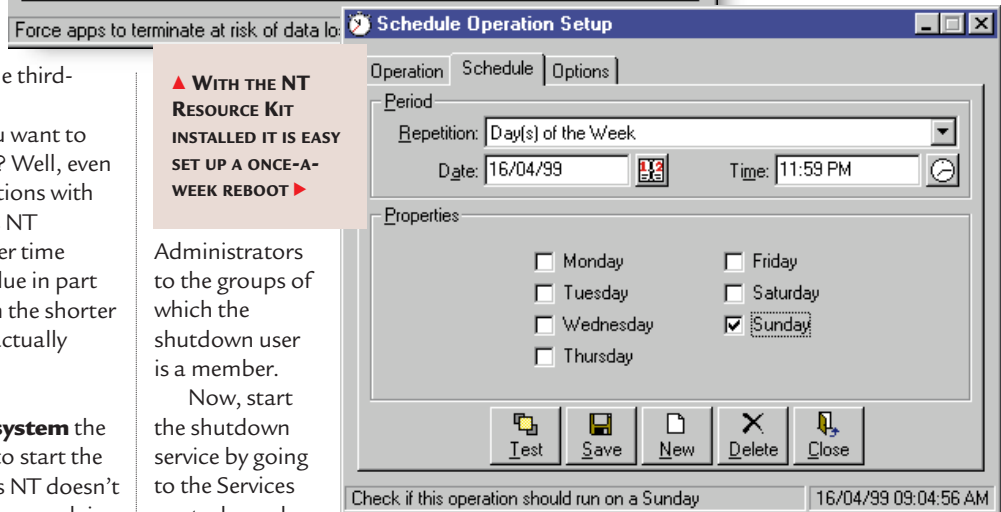 Force apps to terminate at risk of data lo
e third-
u want to
? Well, even
tions with
NT
er time
lue in part
n the shorter
ctually
system the
to start the
s NT doesn't
▲ WITH THE NT
RESOURCE KIT
INSTALLED IT IS EASY
SET UP A ONCE-A-
WEEK REBOOT ▶
Administrators
to the groups of
which the
shutdown user
is a member.
Now, start
the shutdown
service by going
to the Services
Schedule Operation Setup
Operation Schedule Options
Period
Repetition: Day(s) of the Week
Date: 16/04/99 Time: 11:59 PM
Properties
Monday Friday
Tuesday Saturday
Wednesday Sunday
Thursday
Test Save New Delete Close
Check if this operation should run on a Sunday 16/04/99 09:04:56 AM